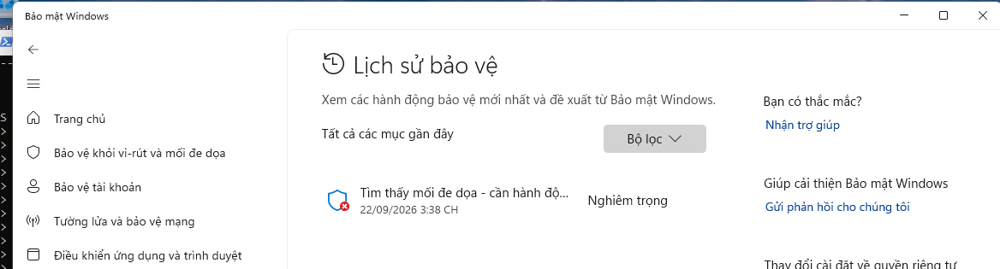 Bảo mật Windows
Lịch sử bảo vệ
Xem các hành động bảo vệ mới nhất và đề xuất từ Bảo mật Windows.
Tất cả các mục gần đây
Bộ lọc
Tìm thấy mối đe dọa - cần hành độ...
22/09/2026 3:38 CH
Nghiêm trọng
Trang chủ
Bảo vệ khỏi vi-rút và mối đe dọa
Bảo vệ tài khoản
Tường lửa và bảo vệ mạng
Điều khiển ứng dụng và trình duyệt
Bạn có thắc mắc?
Nhận trợ giúp
Giúp cải thiện Bảo mật Windows
Gửi phản hồi cho chúng tôi
Thay đổi cài đặt về quyền riêng tư